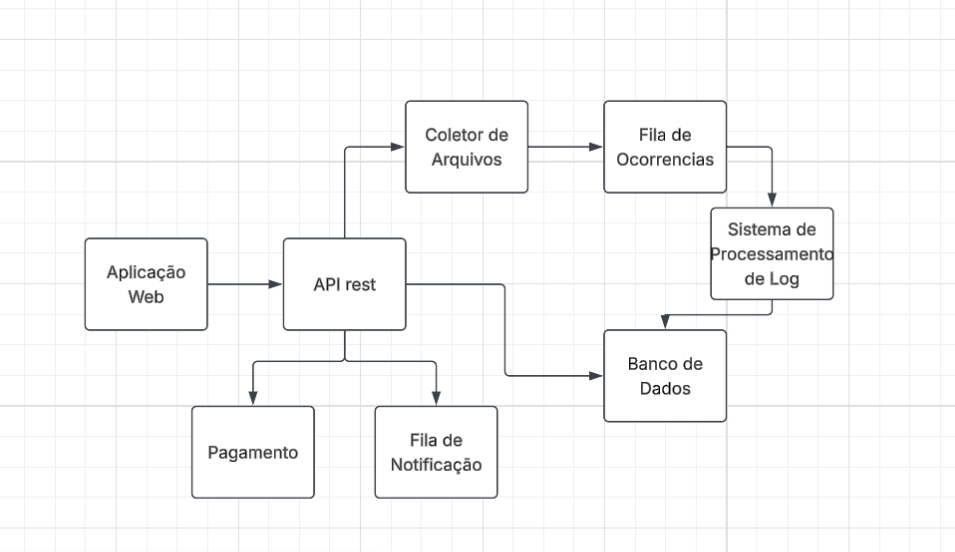 Coletor de
Arquivos
Fila de
Ocorrencias
Sistema de
Processamento
de Log
Aplicação
Web
API rest
Banco de
Dados
Pagamento
Fila de
Notificação